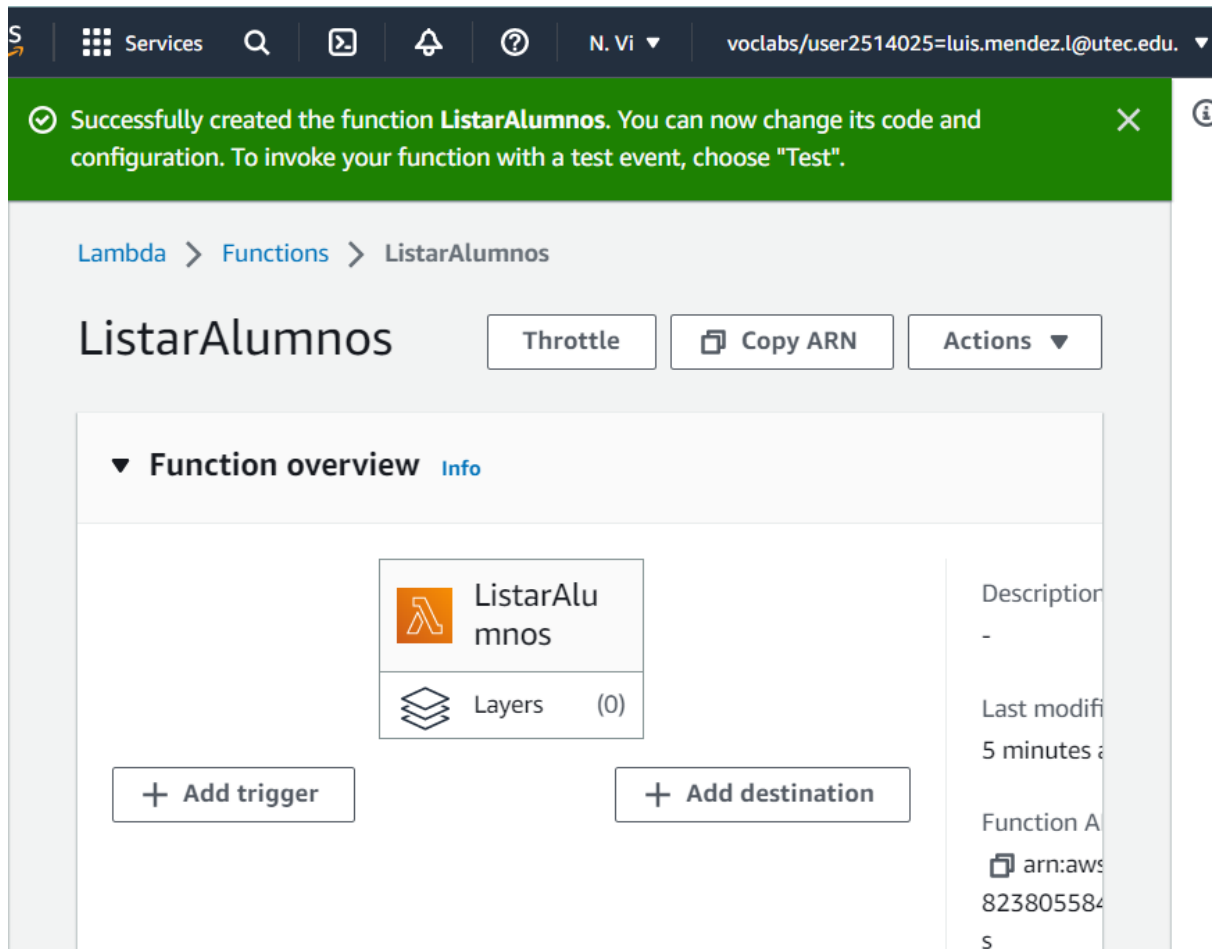 Services
N. Vi
voclabs/user2514025=luis.mendez.l@utec.edu.
Successfully created the function ListarAlumnos. You can now change its code and
configuration. To invoke your function with a test event, choose "Test".
Lambda > Functions > ListarAlumnos
ListarAlumnos
Throttle
Copy ARN
Actions
Function overview Info
ListarAlu
mnos
Layers (0)
Add trigger
Add destination
Description
-
Last modifi
5 minutes a
Function A
arn:aws
823805584
s